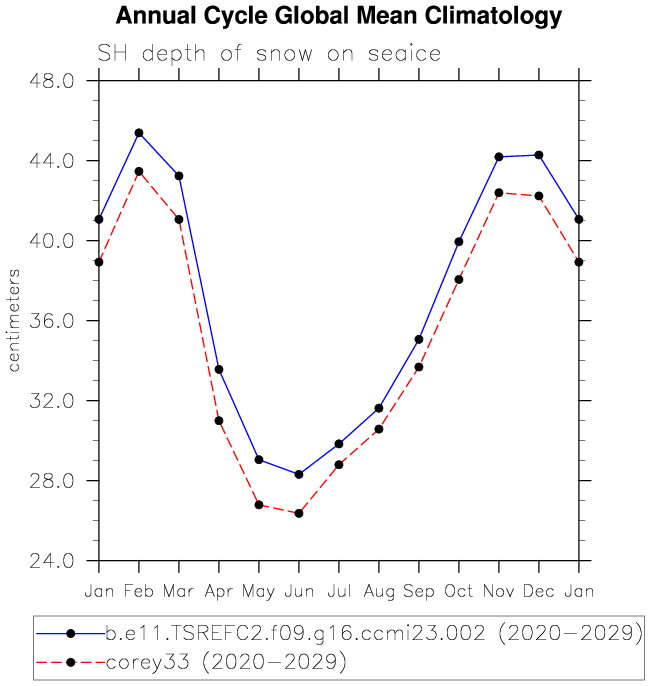 Annual Cycle Global Mean Climatology
SH depth of snow on seaice
48.0
44.0
40.0
36.0
32.0
28.0
24.0
centimeters
Jan Feb Mar Apr May Jun Jul Aug Sep Oct Nov Dec Jan
b.e11.TSREFC2.f09.g16.ccmi23.002 (2020-2029)
corey33 (2020-2029)